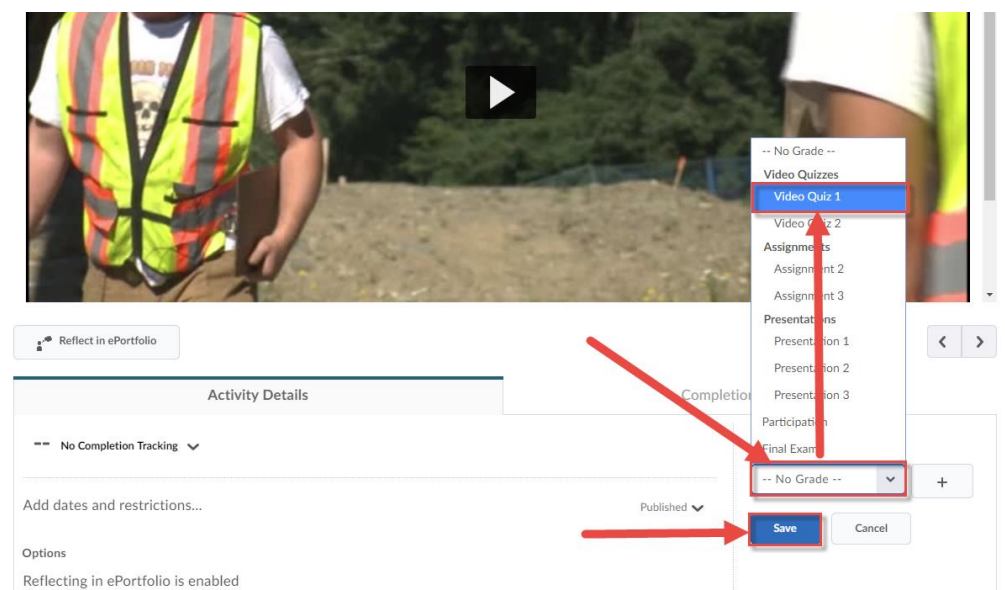 -- No Grade --
Video Quizzes
Video Quiz 1
Video Quiz 2
Assignments
Assignment 2
Assignment 3
Presentations
Presentation 1
Presentation 2
Presentation 3
Participation
Final Exam
-- No Grade --
+
Save Cancel
Reflect in ePortfolio
Activity Details
Completion
-- No Completion Tracking
Add dates and restrictions...
Published
Options
Reflecting in ePortfolio is enabled